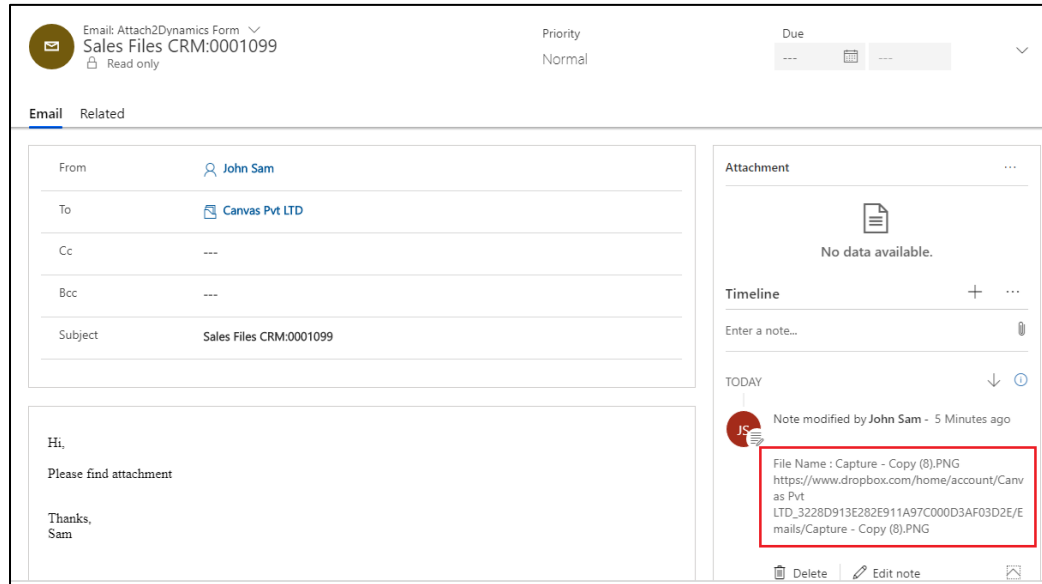 Email: Attach2Dynamics Form
Sales Files CRM:0001099
Read only
Priority
Normal
Due
---
---
Email Related
From
John Sam
To
Canvas Pvt LTD
Cc
---
Bcc
---
Subject
Sales Files CRM:0001099
Hi,
Please find attachment
Thanks,
Sam
Attachment
...
No data available.
Timeline
...
Enter a note...
TODAY
JS
Note modified by John Sam - 5 Minutes ago
File Name : Capture - Copy (8).PNG
https://www.dropbox.com/home/account/Canv
as Pvt
LTD_3228D913E282E911A97C000D3AF03D2E/E
mails/Capture - Copy (8).PNG
Delete
Edit note